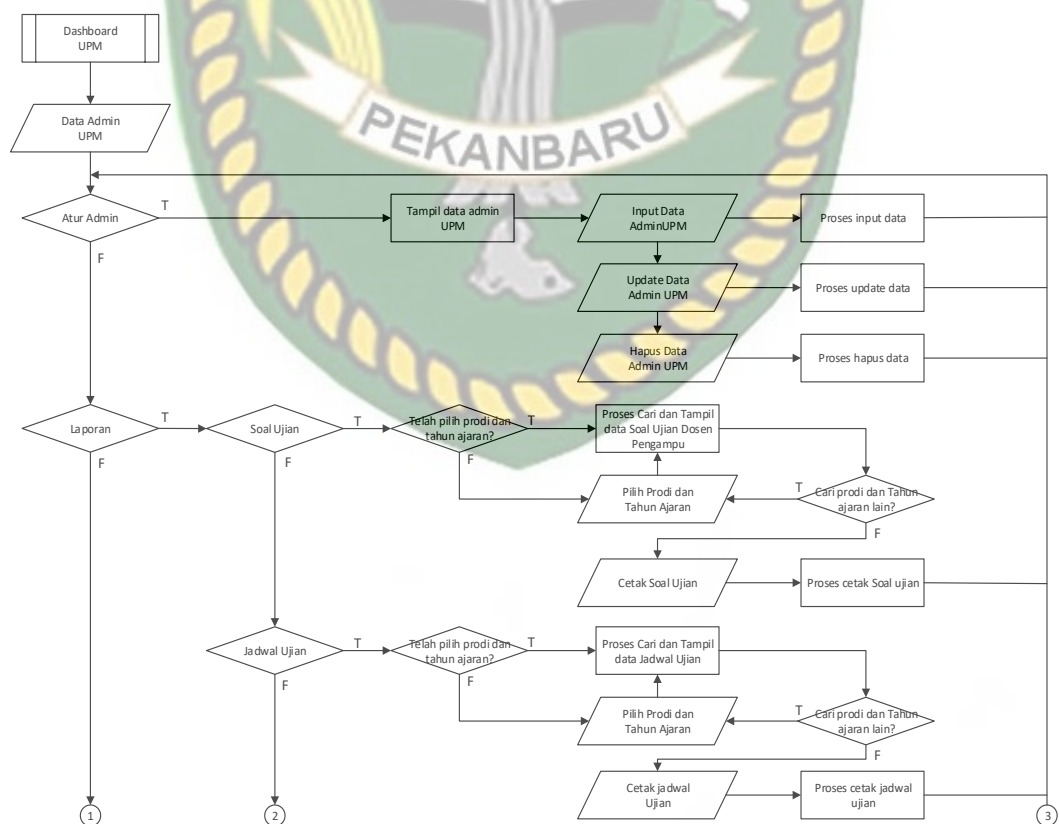 Dashboard
UPM
Data Admin
UPM
PEKANBARU
Atur Admin
T
F
Tampil data admin
UPM
Input Data
AdminUPM
Proses input data
Update Data
Admin UPM
Proses update data
Hapus Data
Admin UPM
Proses hapus data
Laporan
T
F
Soal Ujian
T
F
Telah pilih prodi dan
tahun ajaran?
T
F
Proses Cari dan Tampil
data Soal Ujian Dosen
Pengampu
Pilih Prodi dan
Tahun Ajaran
T
Cari prodi dan Tahun
ajaran lain?
F
Cetak Soal Ujian
Proses cetak Soal ujian
Jadwal Ujian
T
F
Telah pilih prodi dan
tahun ajaran?
T
F
Proses Cari dan Tampil
data Jadwal Ujian
Pilih Prodi dan
Tahun Ajaran
T
Cari prodi dan Tahun
ajaran lain?
F
Cetak jadwal
Ujian
Proses cetak jadwal
ujian
1
2
3